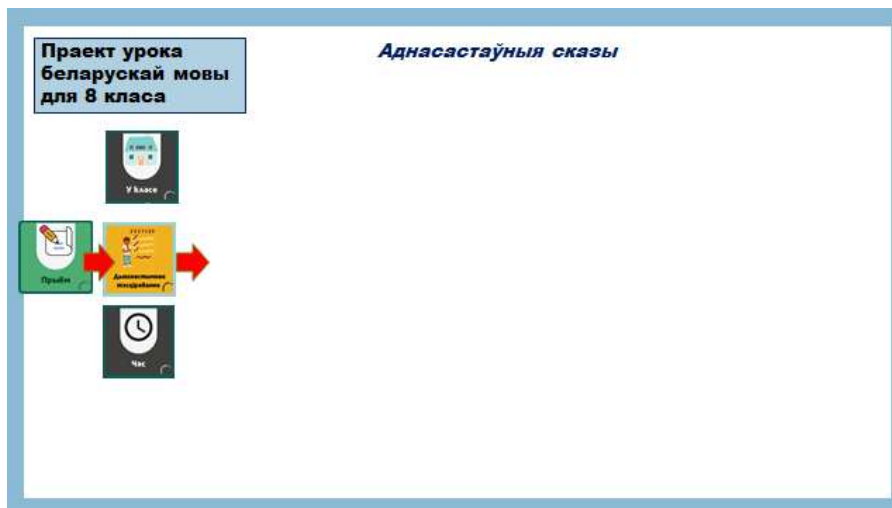 Праект урока
беларускай мовы
для 8 класа
Аднасастаўныя сказы
У класе
Прыём
Час